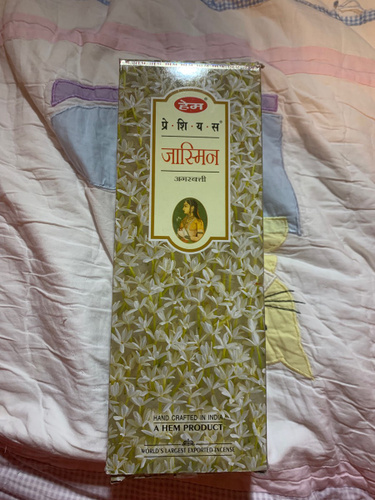 हेम®
प्रे•शि•य•स®
जास्मिन
अगरबत्ती
HAND CRAFTED IN INDIA
A HEM PRODUCT
WORLD'S LARGEST EXPORTED INCENSE